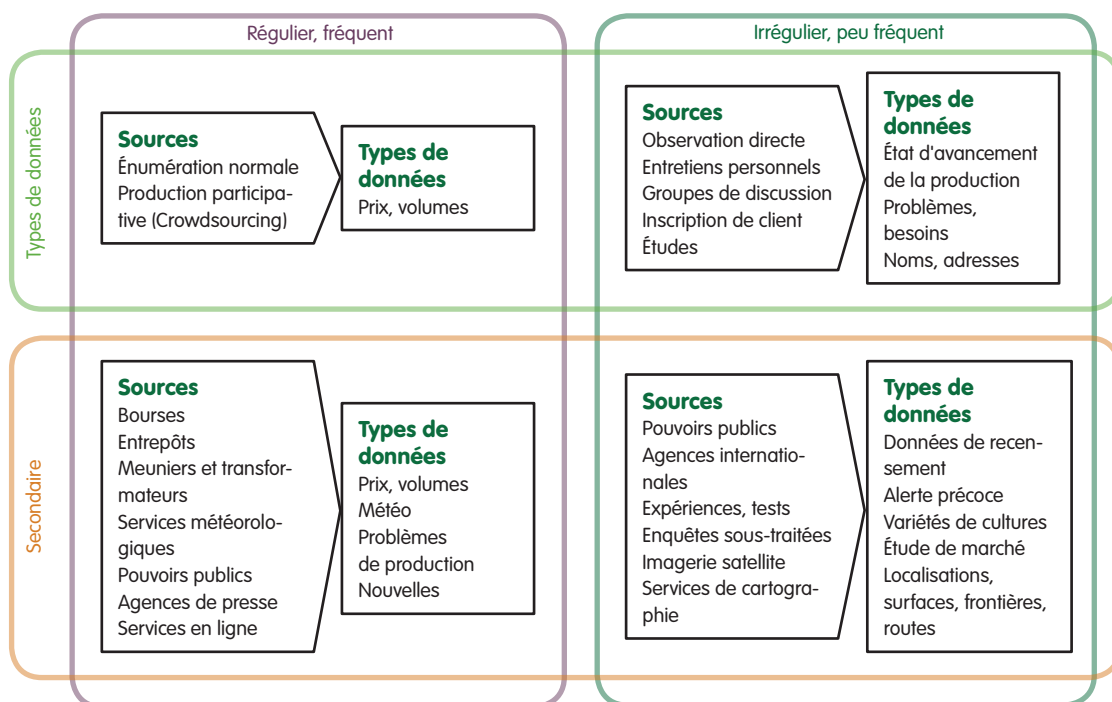 Régulier, fréquent
Irrégulier, peu fréquent
Types de données
Sources
Énumération normale
Production participa-
tive (Crowdsourcing)
Types de
données
Prix, volumes
Sources
Observation directe
Entretiens personnels
Groupes de discussion
Inscription de client
Études
Types de
données
État d'avancement
de la production
Problèmes,
besoins
Noms, adresses
Secondaire
Sources
Bourses
Entrepôts
Meuniers et transfor-
mateurs
Services météorolo-
giques
Pouvoirs publics
Agences de presse
Services en ligne
Types de
données
Prix, volumes
Météo
Problèmes
de production
Nouvelles
Sources
Pouvoirs publics
Agences internatio-
nales
Expériences, tests
Enquêtes sous-traitées
Imagerie satellite
Services de cartogra-
phie
Types de
données
Données de recen-
sement
Alerte précoce
Variétés de cultures
Étude de marché
Localisations,
surfaces, frontières,
routes